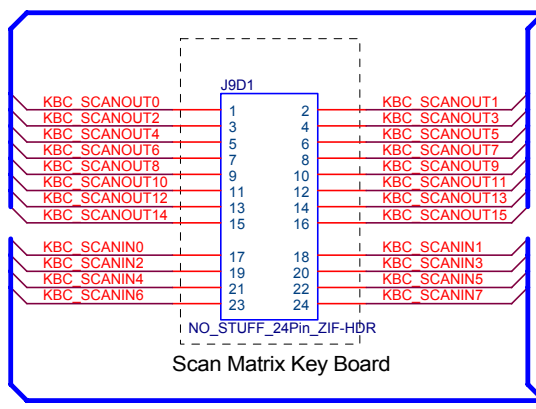 J9D1
KBC_SCANOUT0 1 2 KBC_SCANOUT1
KBC_SCANOUT2 3 4 KBC_SCANOUT3
KBC_SCANOUT4 5 6 KBC_SCANOUT5
KBC_SCANOUT6 7 8 KBC_SCANOUT7
KBC_SCANOUT8 9 10 KBC_SCANOUT9
KBC_SCANOUT10 11 12 KBC_SCANOUT11
KBC_SCANOUT12 13 14 KBC_SCANOUT13
KBC_SCANOUT14 15 16 KBC_SCANOUT15
KBC_SCANIN0 17 18 KBC_SCANIN1
KBC_SCANIN2 19 20 KBC_SCANIN3
KBC_SCANIN4 21 22 KBC_SCANIN5
KBC_SCANIN6 23 24 KBC_SCANIN7
NO_STUFF_24Pin_ZIF-HDR
Scan Matrix Key Board